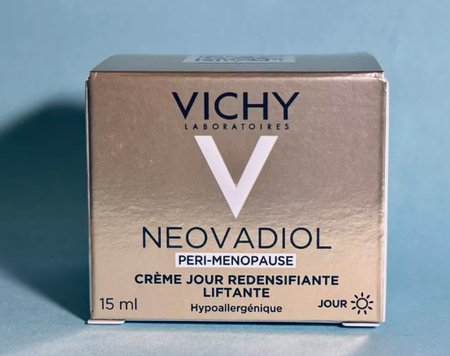 VICHY
LABORATOIRES
V
NEOVADIOL
PERI-MENOPAUSE
CRÈME JOUR REDENSIFIANTE
LIFTANTE
Hypoallergénique
15 ml
JOUR